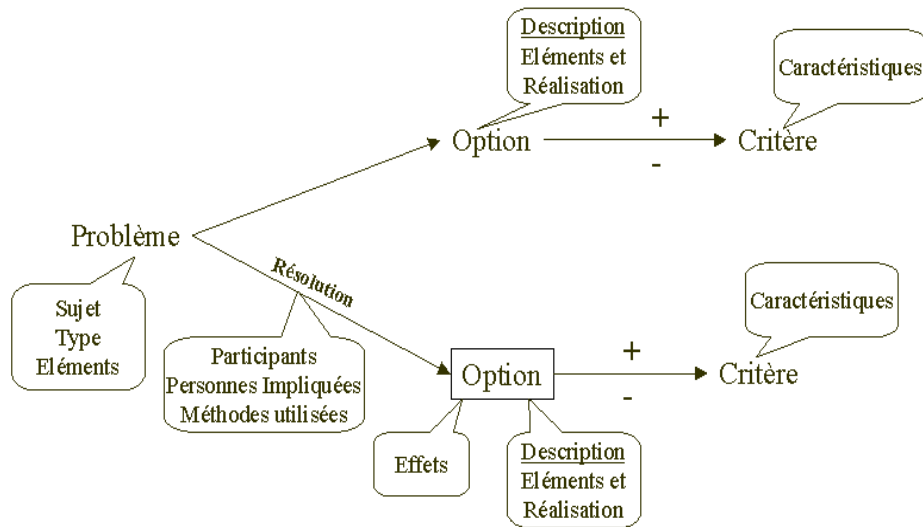 Description
Eléments et
Réalisation
Caractéristiques
Option
+
-
Critère
Problème
Sujet
Type
Eléments
Résolution
Participants
Personnes Impliquées
Méthodes utilisées
Caractéristiques
Option
+
-
Critère
Effets
Description
Eléments et
Réalisation